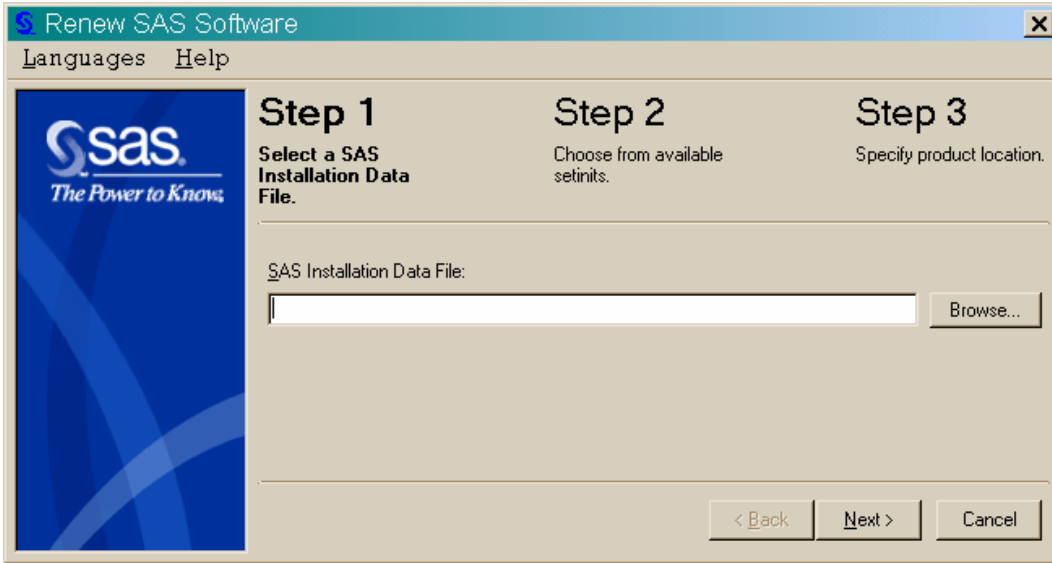 Renew SAS Software
Languages Help
sas.
The Power to Know.
Step 1
Select a SAS
Installation Data
File.
Step 2
Choose from available
setinits.
Step 3
Specify product location.
SAS Installation Data File:
Browse...
< Back
Next >
Cancel